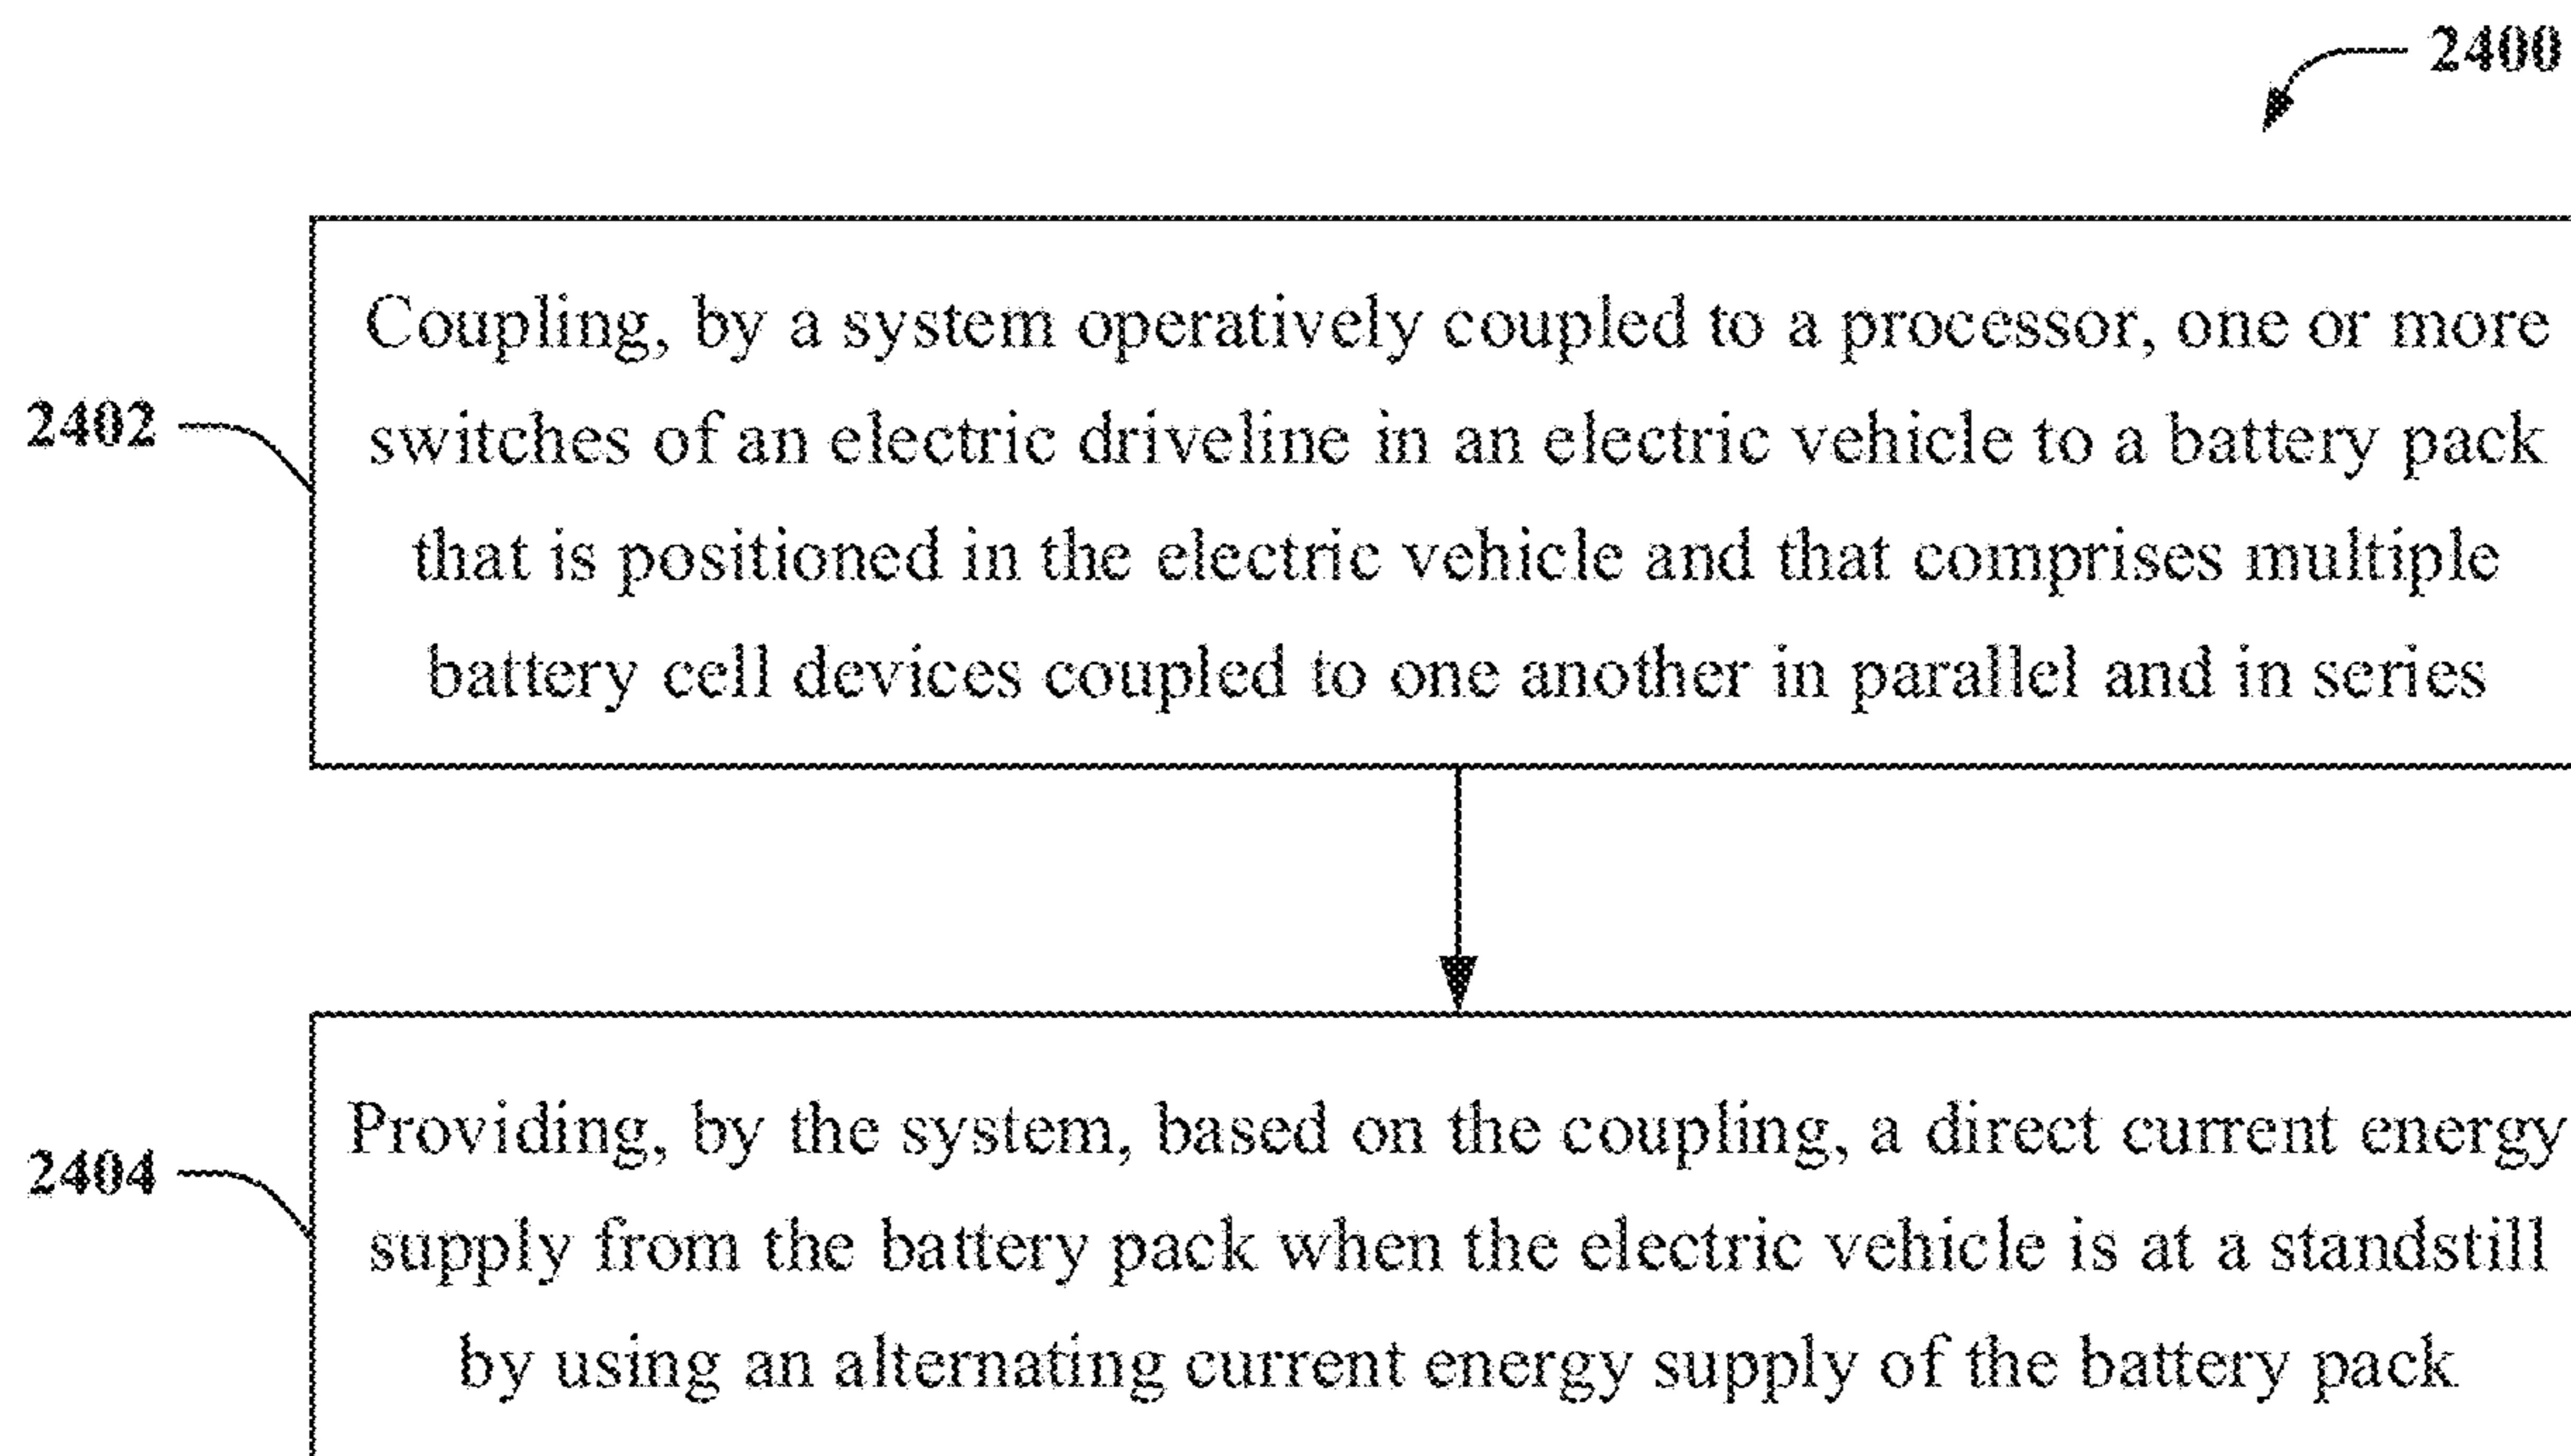 2400
2402
Coupling, by a system operatively coupled to a processor, one or more
switches of an electric driveline in an electric vehicle to a battery pack
that is positioned in the electric vehicle and that comprises multiple
battery cell devices coupled to one another in parallel and in series
2404
Providing, by the system, based on the coupling, a direct current energy
supply from the battery pack when the electric vehicle is at a standstill
by using an alternating current energy supply of the battery pack